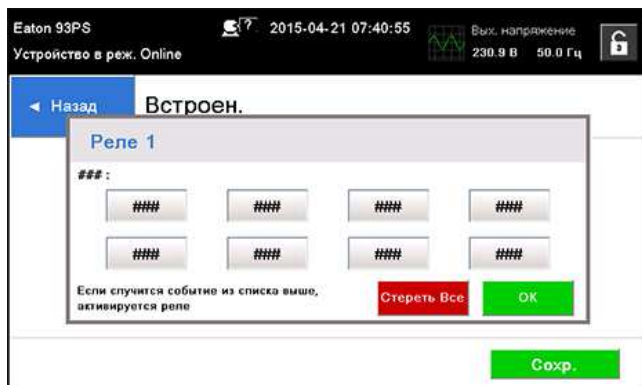 Eaton 93PS
? 2015-04-21 07:40:55
Вых. напряжение
Устройство в реж. Online
230.9 В 50.0 Гц
◄ Назад
Встроен.
Реле 1
### :
### ### ### ###
### ### ### ###
Если случится событие из списка выше,
активируется реле
Стереть Все
ОК
Сохр.